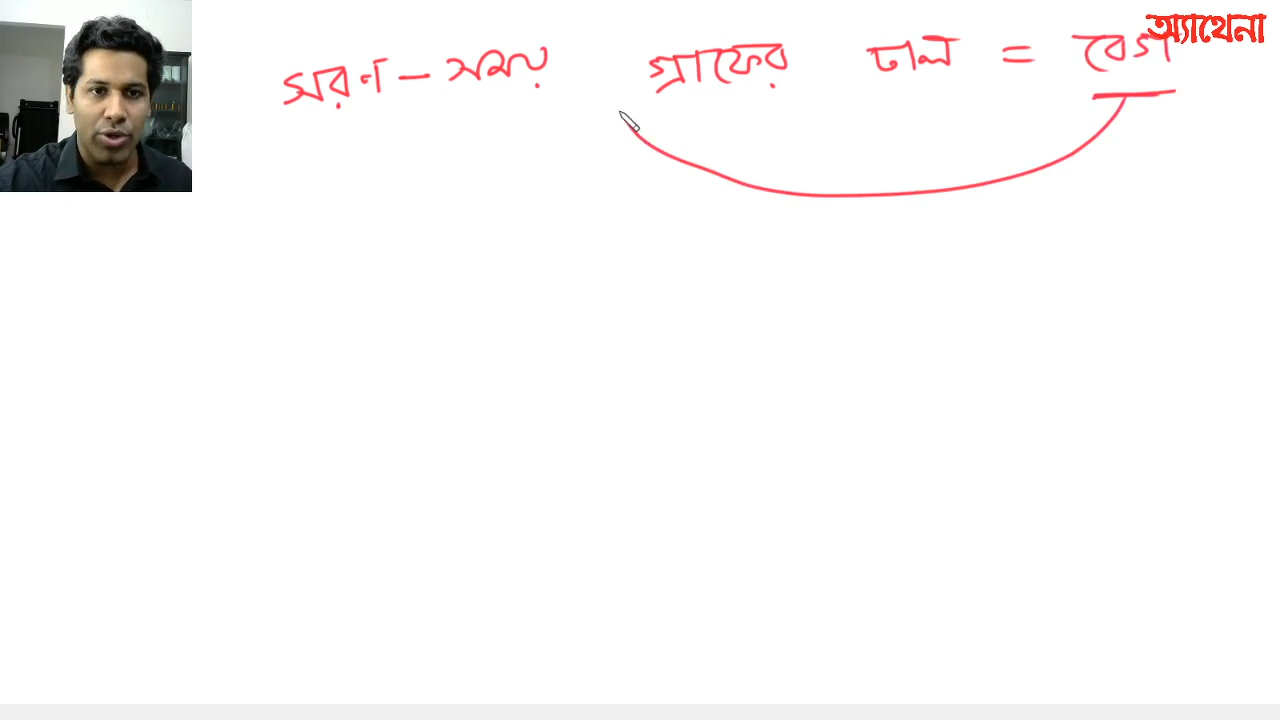 সরণ – সময় গ্রাফের ঢাল = বেগ
অ্যাথেনা